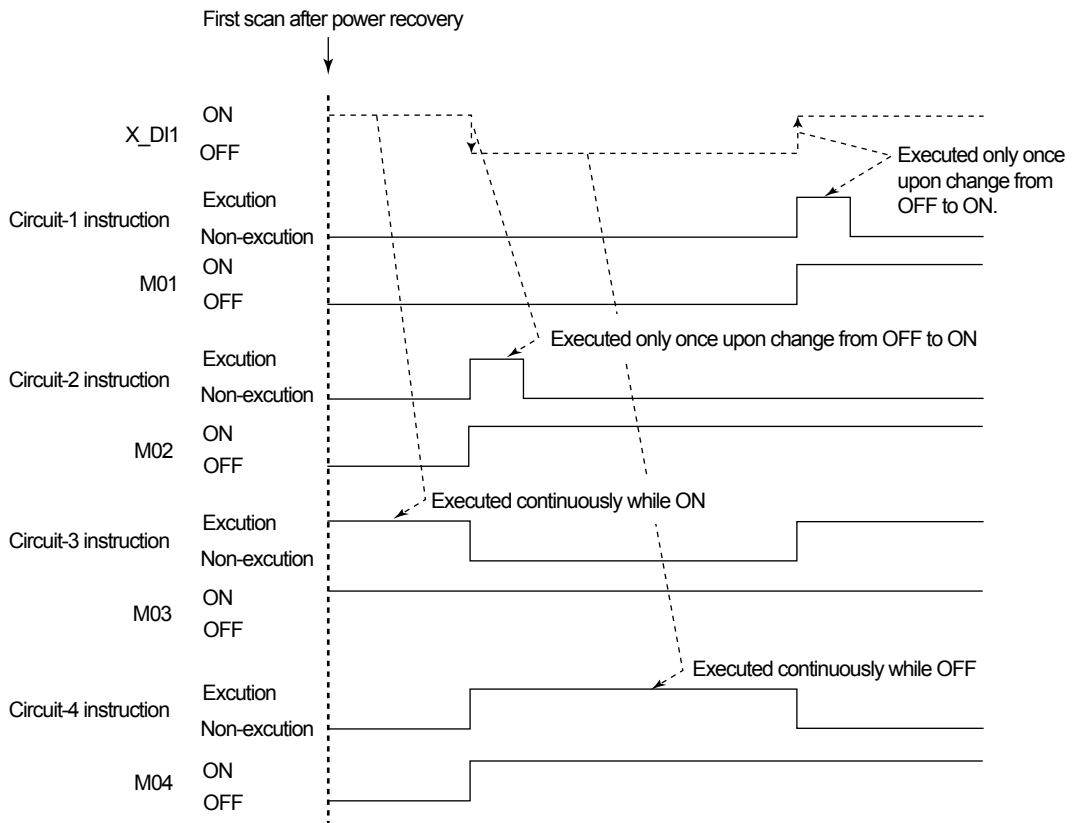 First scan after power recovery
X_DI1
ON
OFF
Executed only once
upon change from
OFF to ON.
Circuit-1 instruction
Excution
Non-excution
M01
ON
OFF
Executed only once upon change from OFF to ON
Circuit-2 instruction
Excution
Non-excution
M02
ON
OFF
Executed continuously while ON
Circuit-3 instruction
Excution
Non-excution
M03
ON
OFF
Executed continuously while OFF
Circuit-4 instruction
Excution
Non-excution
M04
ON
OFF